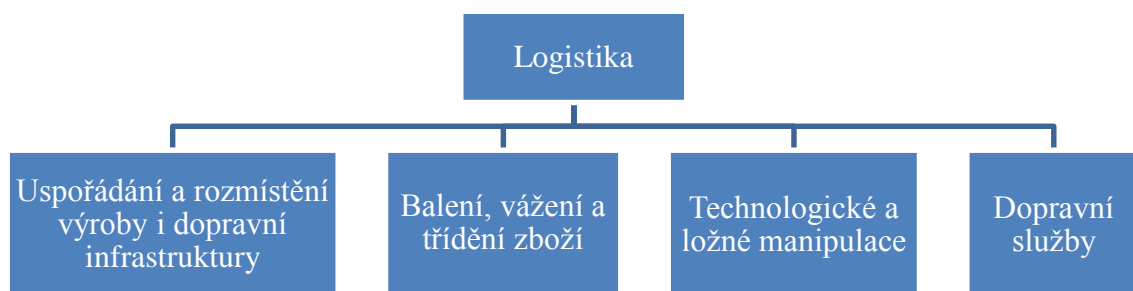 Logistika
Uspořádání a rozmístění
výroby i dopravní
infrastruktury
Balení, vážení a
třídění zboží
Technologické a
ložné manipulace
Dopravní
služby